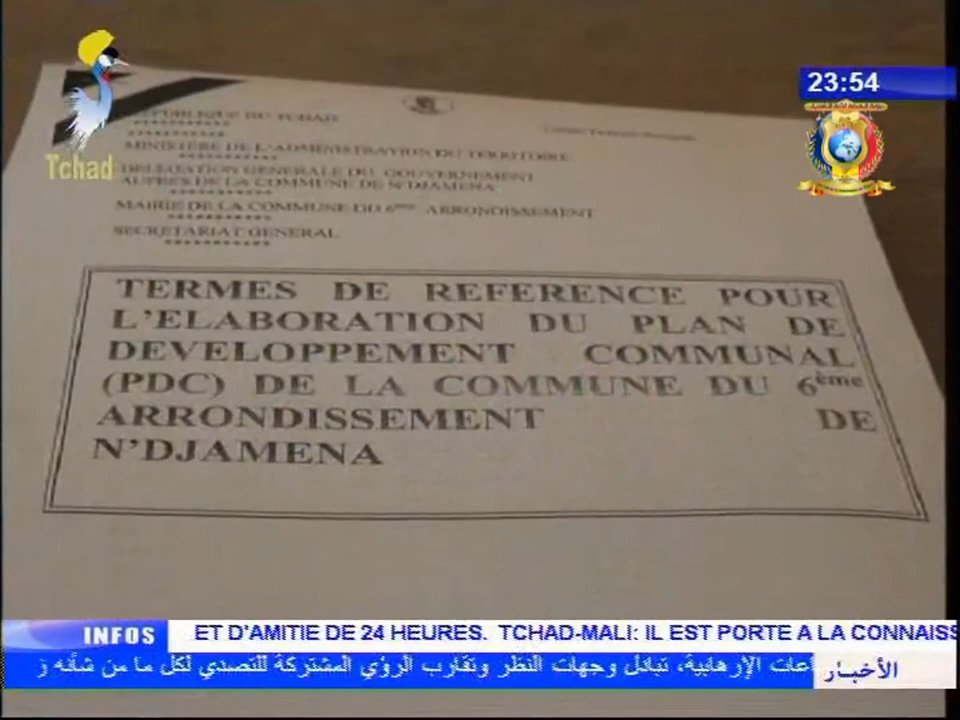 Tchad
23:54
REPUBLIQUE DU TCHAD
MINISTERE DE L'ADMINISTRATION DU TERRITOIRE
DELEGATION GENERALE DU GOUVERNEMENT
AUPRES DE LA COMMUNE DE N'DJAMENA
MAIRIE DE LA COMMUNE DU 6ème ARRONDISSEMENT
SECRETARIAT GENERAL
TERMES DE REFERENCE POUR
L'ELABORATION DU PLAN DE
DEVELOPPEMENT COMMUNAL
(PDC) DE LA COMMUNE DU 6ème
ARRONDISSEMENT DE
N'DJAMENA
INFOS ET D'AMITIE DE 24 HEURES. TCHAD-MALI: IL EST PORTE A LA CONNAISS
الأخبار اعات الإرهابية، تبادل وجهات النظر وتقارب الرؤي المشتركة للتصدي لكل ما من شأنه ز